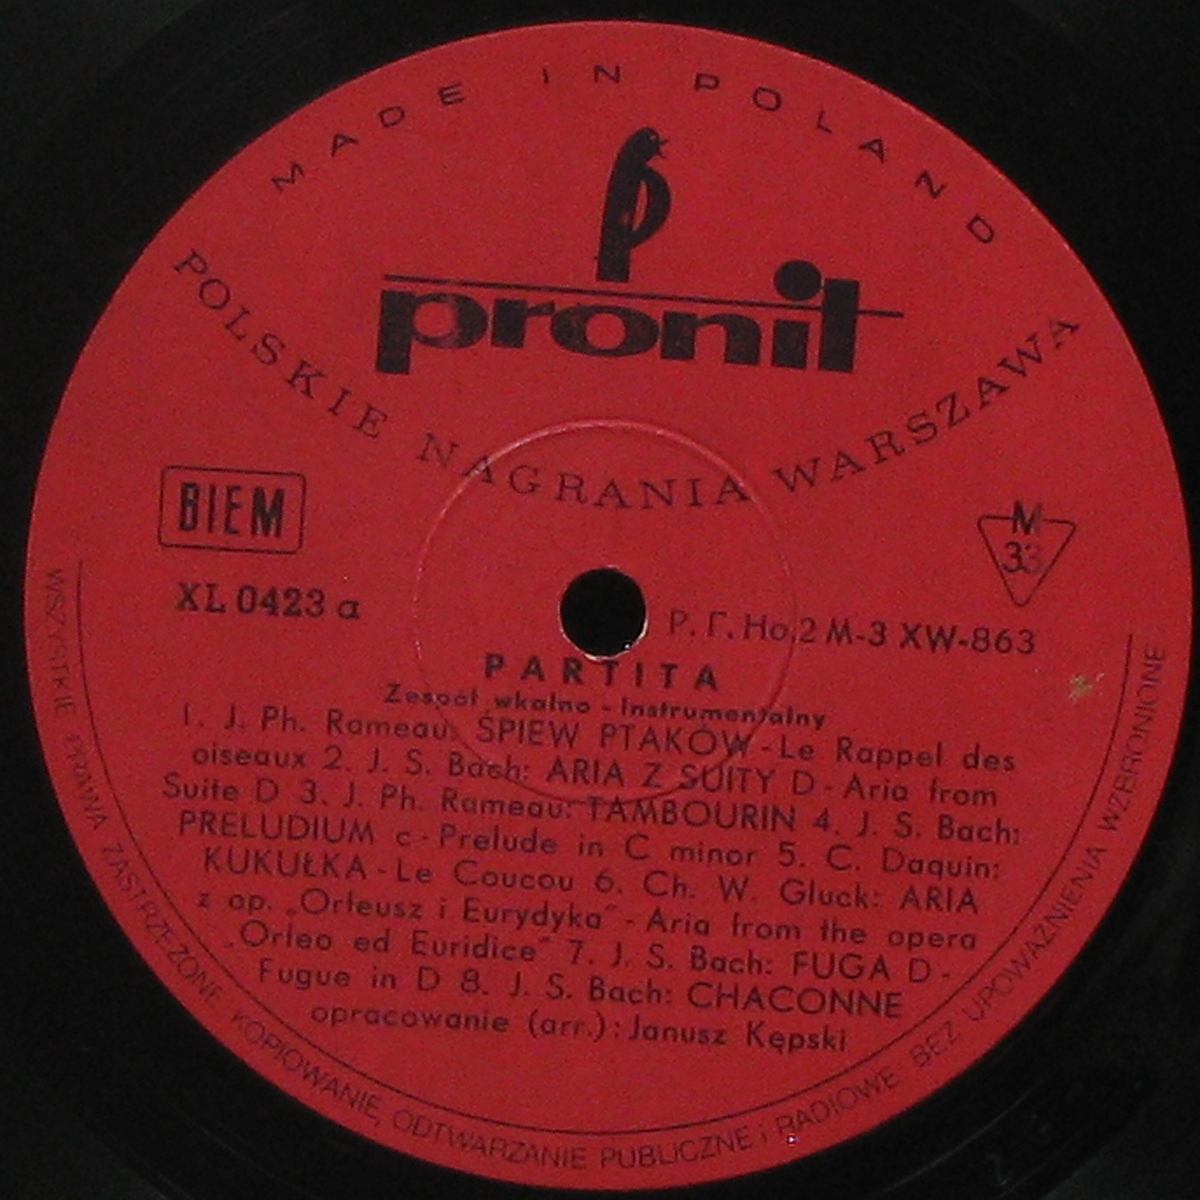 MADE IN POLAND
pronit
POLSKIE NAGRANIA WARSZAWA
BIEM
M
33
XL 0423 a
Р. Г. Но.2 M-3 XW-863
PARTITA
Zespół wkalno - Instrumentalny
1. J. Ph. Rameau: ŚPIEW PTAKÓW - Le Rappel des
oiseaux 2. J. S. Bach: ARIA Z SUITY D - Aria from
Suite D 3. J. Ph. Rameau: TAMBOURIN 4. J. S. Bach:
PRELUDIUM c - Prelude in C minor 5. C. Daquin:
KUKUŁKA - Le Coucou 6. Ch. W. Gluck: ARIA
z op. „Orfeusz i Eurydyka" - Aria from the opera
„Orfeo ed Euridice" 7. J. S. Bach: FUGA D -
Fugue in D 8. J. S. Bach: CHACONNE
opracowanie (arr.): Janusz Kępski
WSZYSTKIE PRAWA ZASTRZEŻONE. KOPIOWANIE, ODTWARZANIE PUBLICZNE i RADIOWE BEZ UPOWAŻNIENIA WZBRONIONE